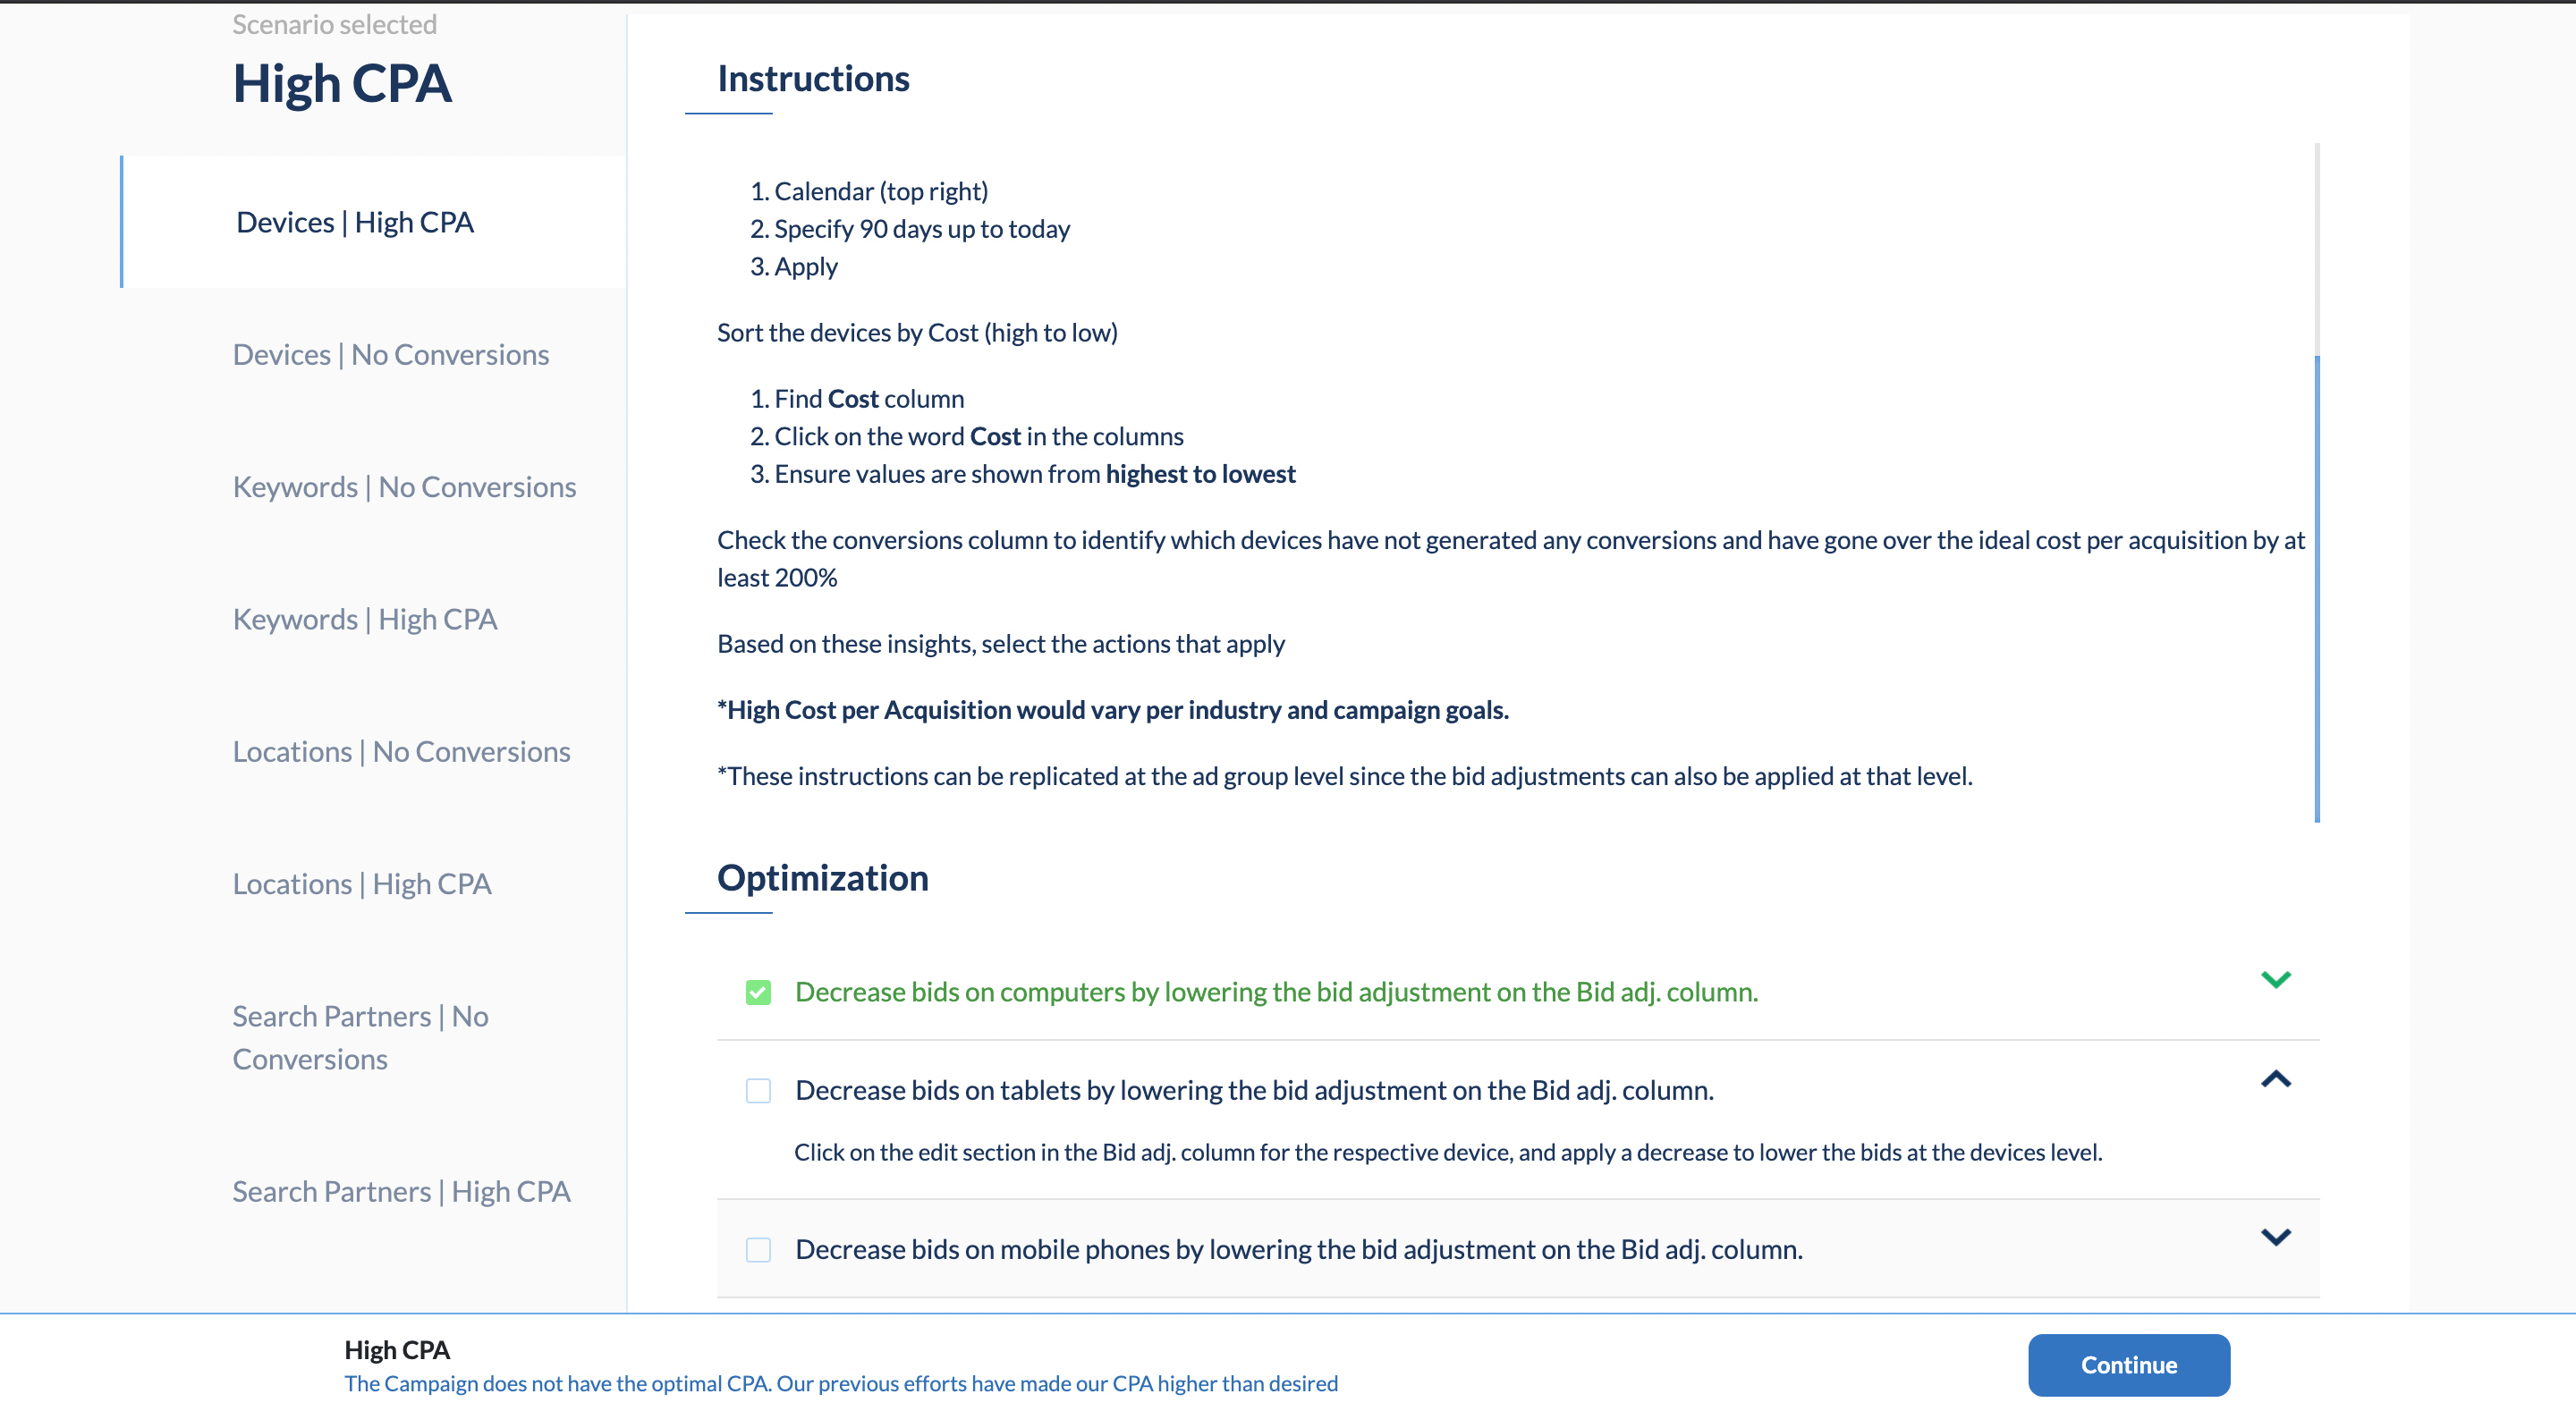 Scenario selected
High CPA
Devices | High CPA
Devices | No Conversions
Keywords | No Conversions
Keywords | High CPA
Locations | No Conversions
Locations | High CPA
Search Partners | No
Conversions
Search Partners | High CPA
Instructions
1. Calendar (top right)
2. Specify 90 days up to today
3. Apply
Sort the devices by Cost (high to low)
1. Find Cost column
2. Click on the word Cost in the columns
3. Ensure values are shown from highest to lowest
Check the conversions column to identify which devices have not generated any conversions and have gone over the ideal cost per acquisition by at
least 200%
Based on these insights, select the actions that apply
*High Cost per Acquisition would vary per industry and campaign goals.
*These instructions can be replicated at the ad group level since the bid adjustments can also be applied at that level.
Optimization
Decrease bids on computers by lowering the bid adjustment on the Bid adj. column.
Decrease bids on tablets by lowering the bid adjustment on the Bid adj. column.
Click on the edit section in the Bid adj. column for the respective device, and apply a decrease to lower the bids at the devices level.
Decrease bids on mobile phones by lowering the bid adjustment on the Bid adj. column.
High CPA
The Campaign does not have the optimal CPA. Our previous efforts have made our CPA higher than desired
Continue